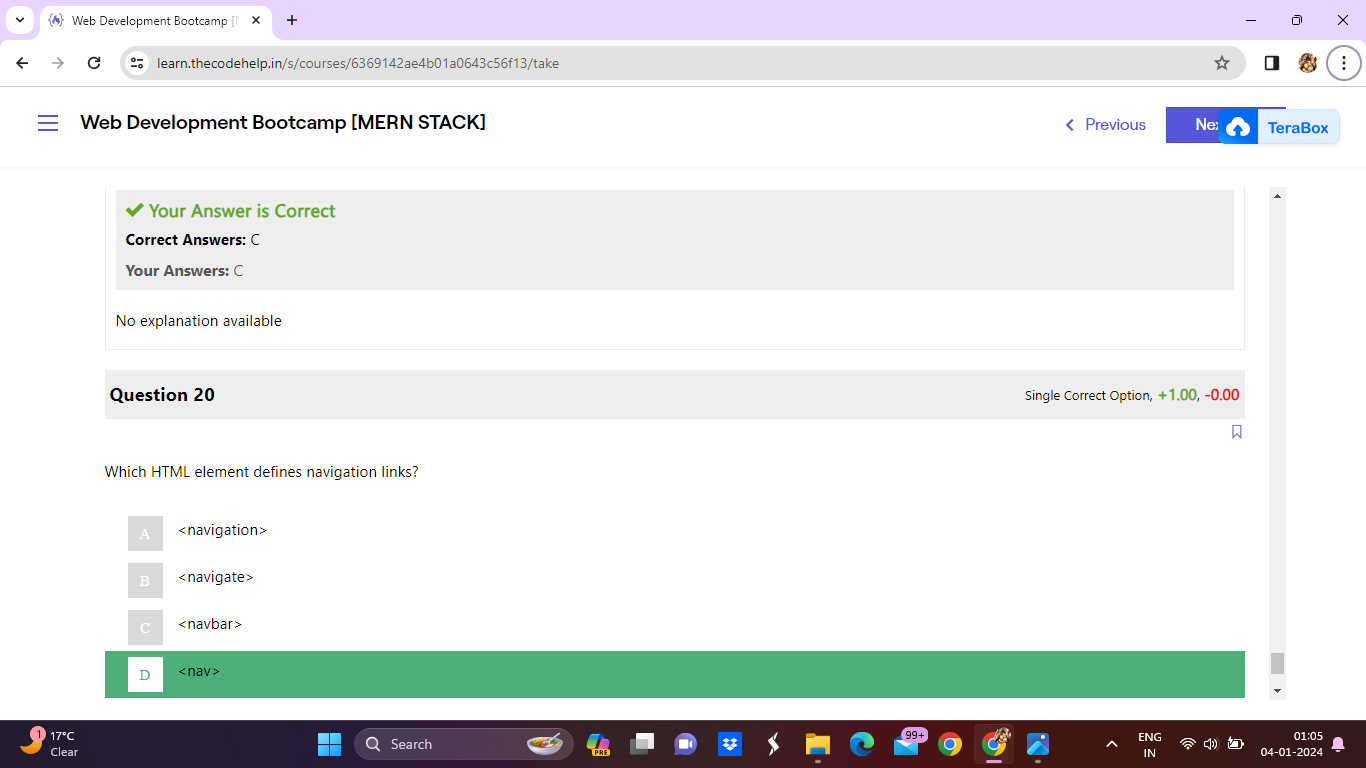 Web Development Bootcamp [
learn.thecodehelp.in/s/courses/6369142ae4b01a0643c56f13/take
Web Development Bootcamp [MERN STACK]
Previous
TeraBox
Your Answer is Correct
Correct Answers: C
Your Answers: C
No explanation available
Question 20
Single Correct Option, +1.00, -0.00
Which HTML element defines navigation links?
A <navigation>
B <navigate>
C <navbar>
D <nav>
1
17°C
Clear
Search
PRE
99+
ENG
IN
01:05
04-01-2024